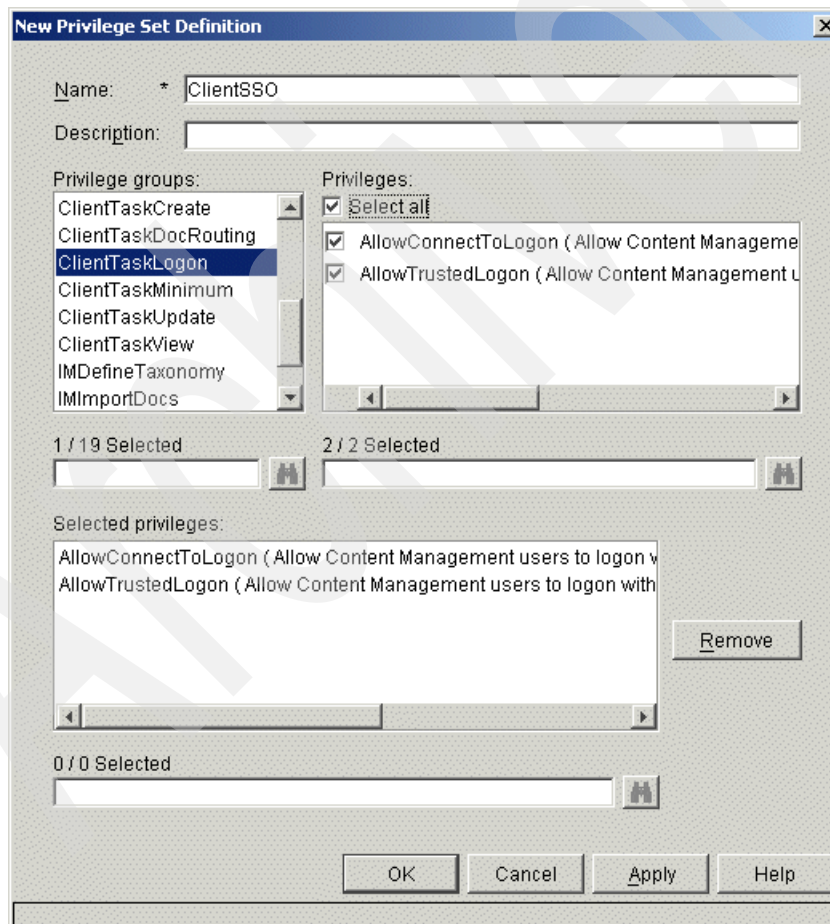 New Privilege Set Definition
Name: * ClientSSO
Description:
Privilege groups:
Privileges:
Select all
ClientTaskCreate
ClientTaskDocRouting
ClientTaskLogon
ClientTaskMinimum
ClientTaskUpdate
ClientTaskView
IMDefineTaxonomy
IMImportDocs
AllowConnectToLogon ( Allow Content Manageme
AllowTrustedLogon ( Allow Content Management u
1 / 19 Selected
2 / 2 Selected
Selected privileges:
AllowConnectToLogon ( Allow Content Management users to logon w
AllowTrustedLogon ( Allow Content Management users to logon with
Remove
0 / 0 Selected
OK Cancel Apply Help